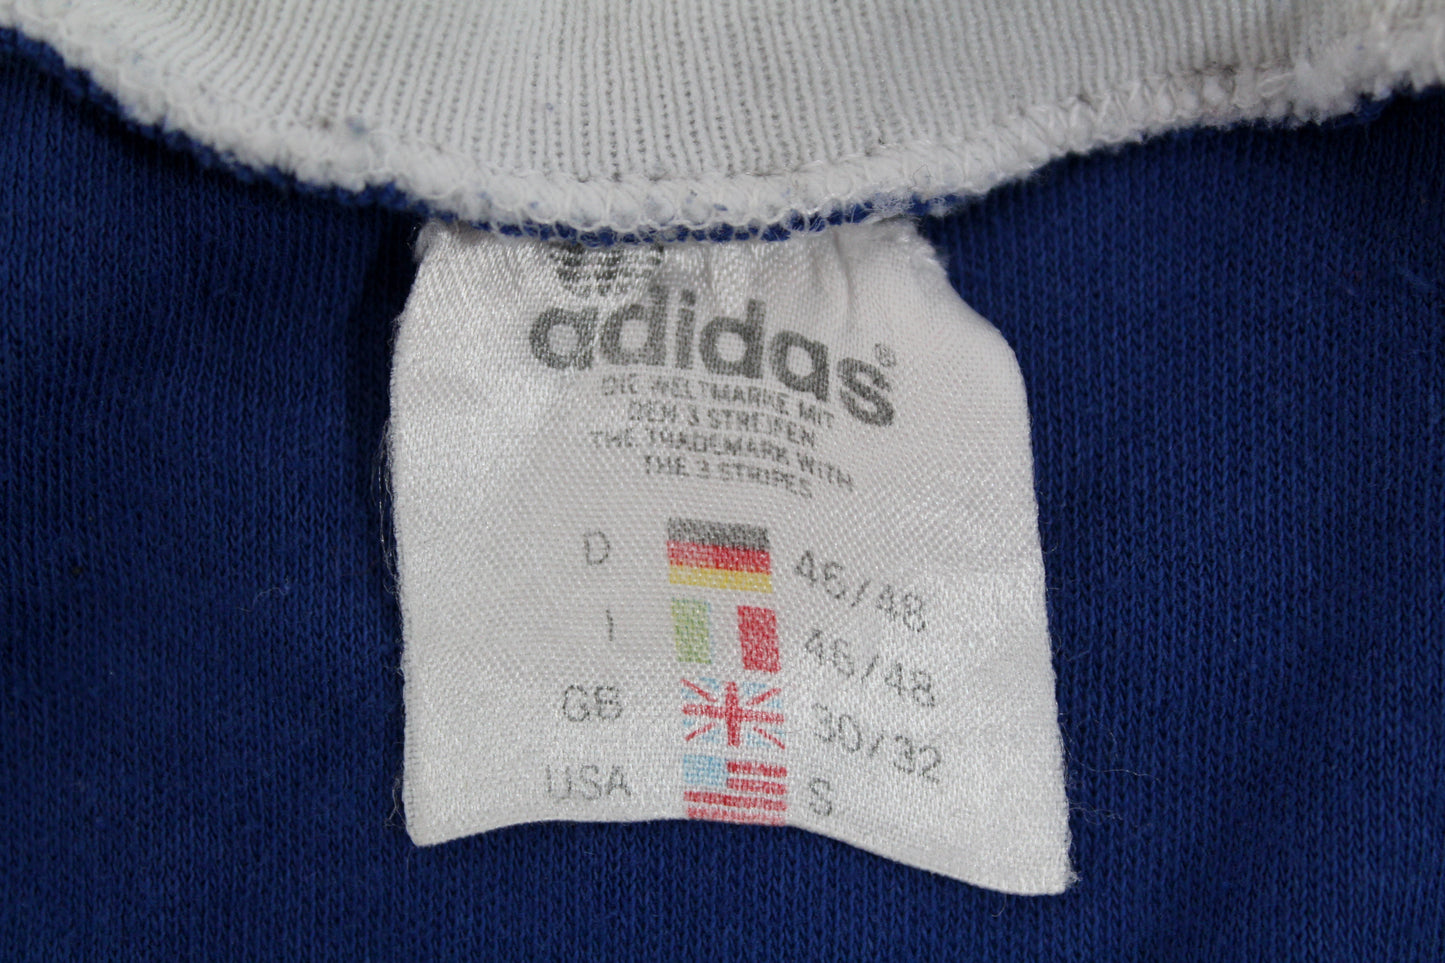 adidas®
DIE WELTMARKE MIT
DEN 3 STREIFEN
THE TRADEMARK WITH
THE 3 STRIPES
D 46/48
I 46/48
GB 30/32
USA S